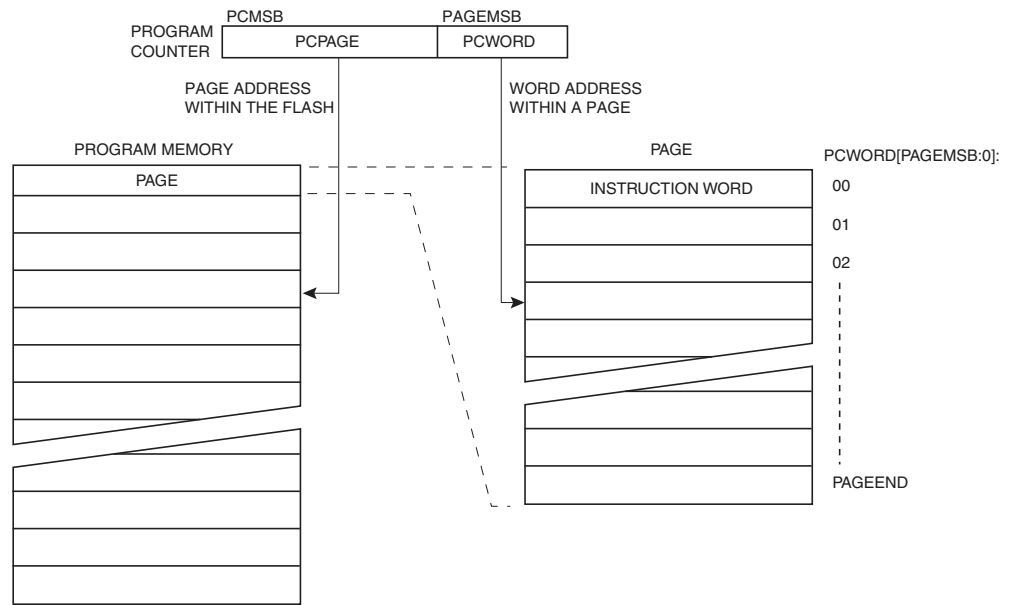 PCMSB PAGEMSB
PROGRAM
COUNTER
PCPAGE PCWORD
PAGE ADDRESS
WITHIN THE FLASH
WORD ADDRESS
WITHIN A PAGE
PROGRAM MEMORY
PAGE
PAGE
PCWORD[PAGEMSB:0]:
INSTRUCTION WORD
00
01
02
PAGEEND